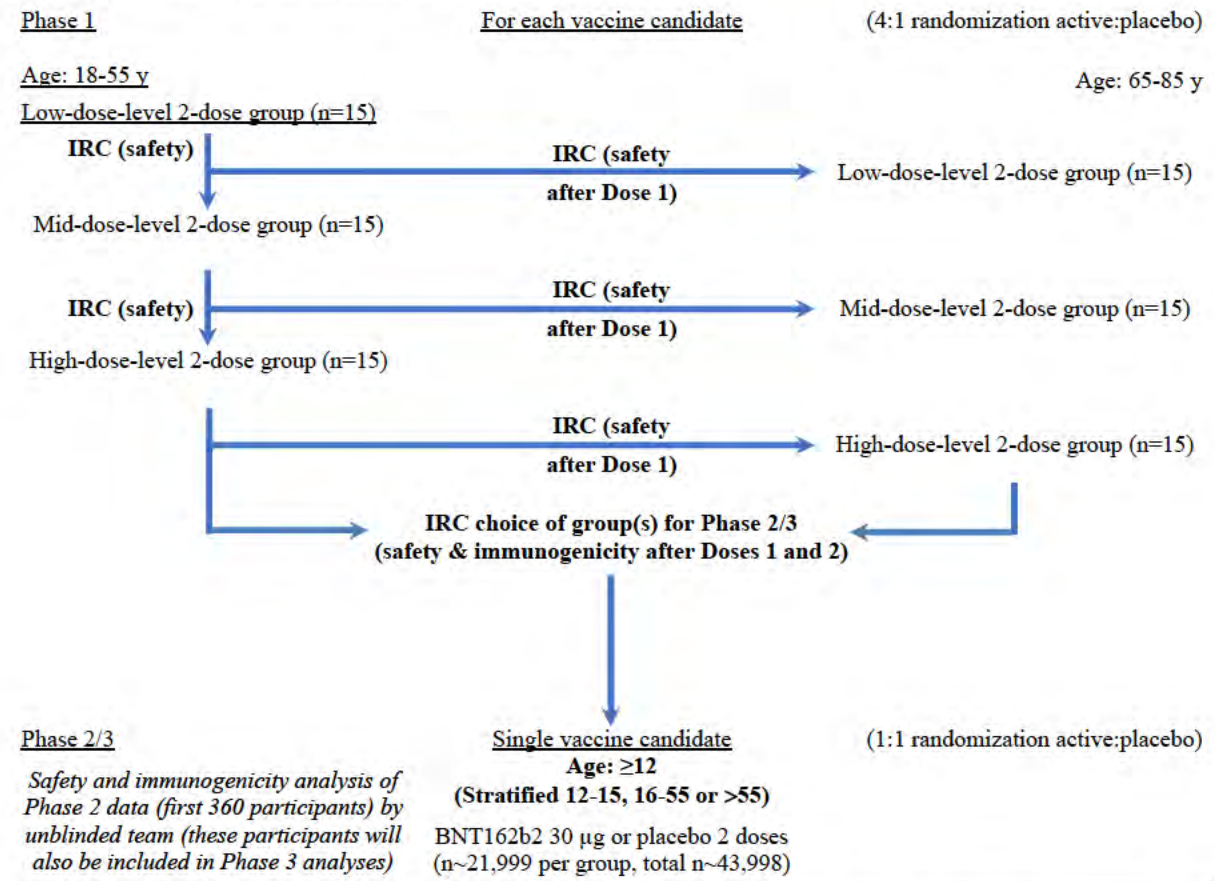 Phase 1
For each vaccine candidate
(4:1 randomization active:placebo)
Age: 18-55 y
Age: 65-85 y
Low-dose-level 2-dose group (n=15)
IRC (safety)
IRC (safety
after Dose 1)
Low-dose-level 2-dose group (n=15)
Mid-dose-level 2-dose group (n=15)
IRC (safety)
IRC (safety
after Dose 1)
Mid-dose-level 2-dose group (n=15)
High-dose-level 2-dose group (n=15)
IRC (safety
after Dose 1)
High-dose-level 2-dose group (n=15)
IRC choice of group(s) for Phase 2/3
(safety & immunogenicity after Doses 1 and 2)
Phase 2/3
Single vaccine candidate
(1:1 randomization active:placebo)
Age: ≥12
(Stratified 12-15, 16-55 or >55)
Safety and immunogenicity analysis of
Phase 2 data (first 360 participants) by
unblinded team (these participants will
also be included in Phase 3 analyses)
BNT162b2 30 µg or placebo 2 doses
(n~21,999 per group, total n~43,998)